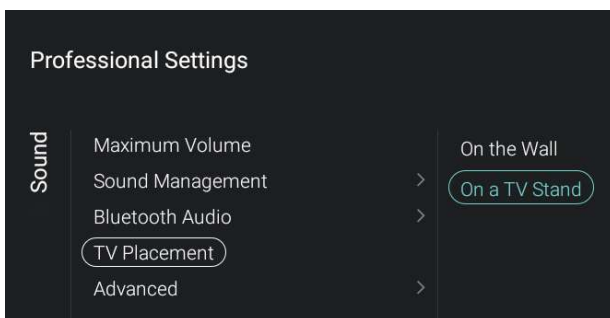 Professional Settings
Sound
Maximum Volume
Sound Management
Bluetooth Audio
TV Placement
Advanced
On the Wall
On a TV Stand